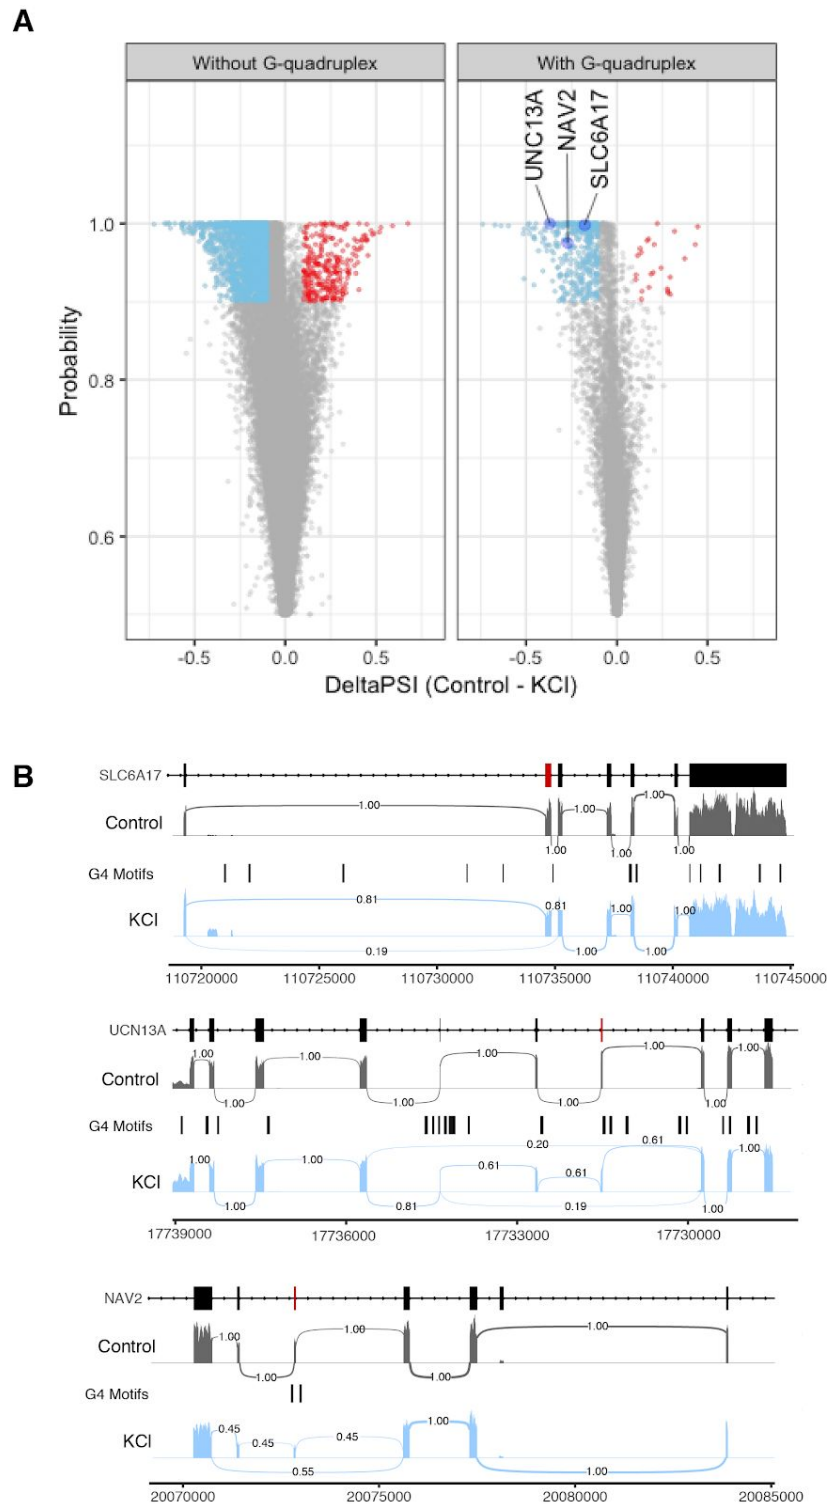 A
Without G-quadruplex
With G-quadruplex
UNC13A
NAV2
SLC6A17
1.0
0.8
0.6
Probability
-0.5 0.0 0.5
-0.5 0.0 0.5
DeltaPSI (Control - KCl)
B
SLC6A17
Control
1.00 1.00 1.00
1.00 1.00 1.00
G4 Motifs
KCl
0.81 0.81 1.00 1.00
0.19 1.00 1.00
110720000 110725000 110730000 110735000 110740000 110745000
UCN13A
Control
1.00 1.00 1.00 1.00 1.00
1.00 1.00 1.00 1.00
G4 Motifs
KCl
0.20 0.61
1.00 1.00 0.61 0.61 1.00
1.00 0.81 0.19 1.00
17739000 17736000 17733000 17730000
NAV2
Control
1.00 1.00 1.00
1.00 1.00
G4 Motifs
KCl
0.45 0.45 0.45 1.00
0.55 1.00
20070000 20075000 20080000 20085000